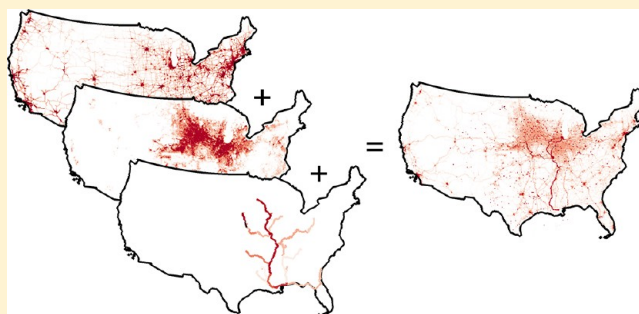 +
+
=